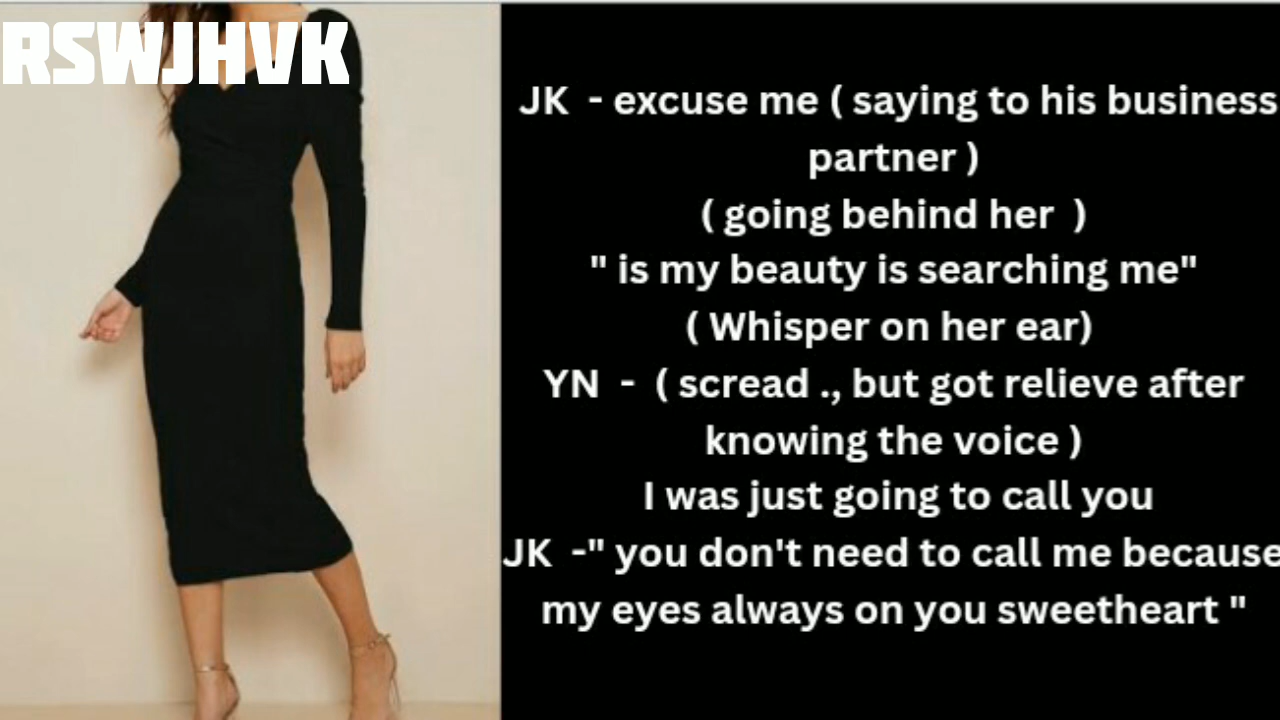 RSWJHVK
JK - excuse me ( saying to his business
partner )
( going behind her )
" is my beauty is searching me"
( Whisper on her ear)
YN - ( scread ., but got relieve after
knowing the voice )
I was just going to call you
JK -" you don't need to call me because
my eyes always on you sweetheart "